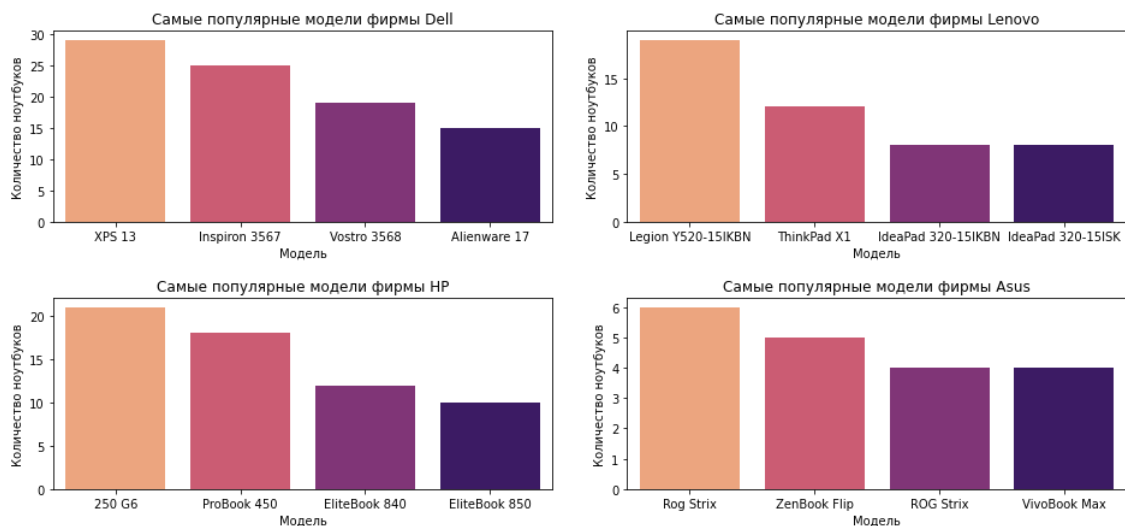 Самые популярные модели фирмы Dell
Количество ноутбуков
30
25
20
15
10
5
0
XPS 13 Inspiron 3567 Vostro 3568 Alienware 17
Модель
Самые популярные модели фирмы Lenovo
Количество ноутбуков
15
10
5
0
Legion Y520-15IKBN ThinkPad X1 IdeaPad 320-15IKBN IdeaPad 320-15ISK
Модель
Самые популярные модели фирмы HP
Количество ноутбуков
20
15
10
5
0
250 G6 ProBook 450 EliteBook 840 EliteBook 850
Модель
Самые популярные модели фирмы Asus
Количество ноутбуков
6
5
4
3
2
1
0
Rog Strix ZenBook Flip ROG Strix VivoBook Max
Модель